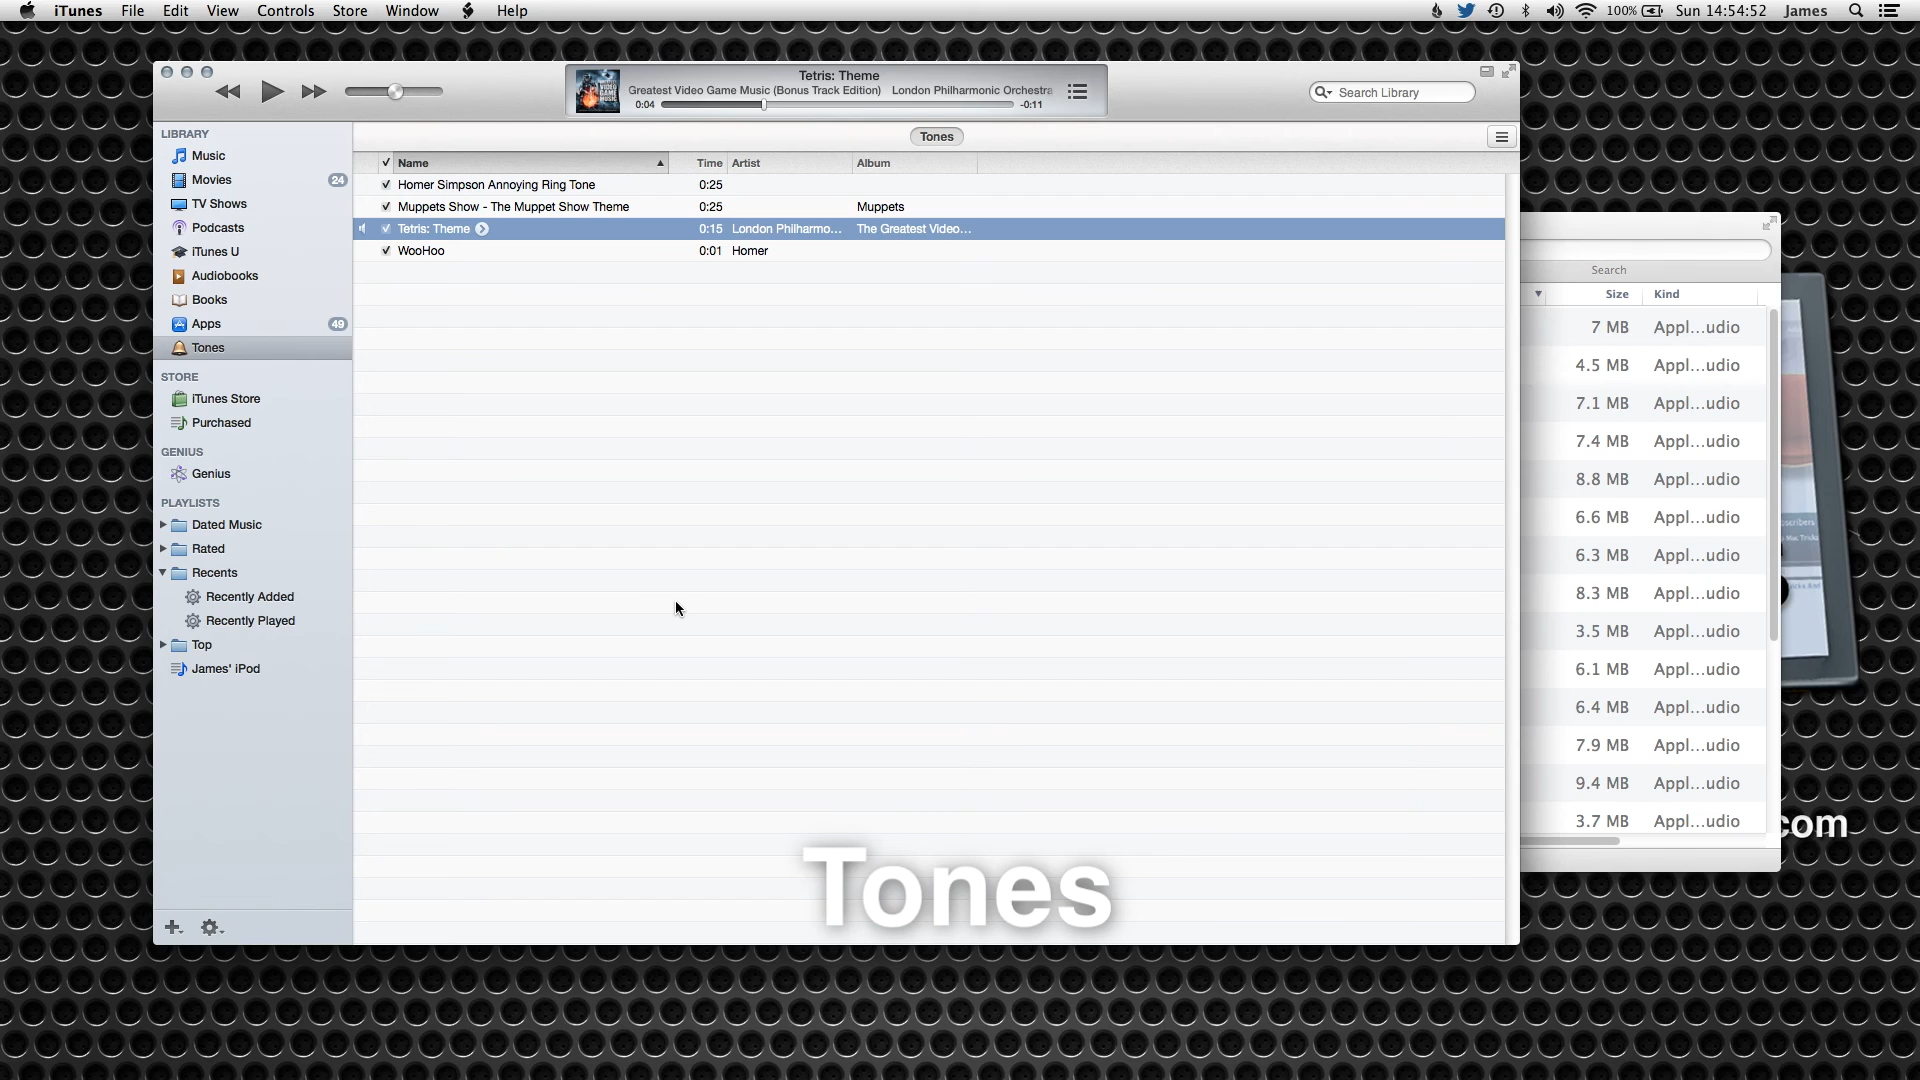 iTunes File Edit View Controls Store Window Help
100% Sun 14:54:52 James
Tetris: Theme
Greatest Video Game Music (Bonus Track Edition) London Philharmonic Orchestra
0:04 -0:11
Search Library
LIBRARY
Music
Movies 24
TV Shows
Podcasts
iTunes U
Audiobooks
Books
Apps 49
Tones
STORE
iTunes Store
Purchased
GENIUS
Genius
PLAYLISTS
Dated Music
Rated
Recents
Recently Added
Recently Played
Top
James' iPod
Tones
Name Time Artist Album
Homer Simpson Annoying Ring Tone 0:25
Muppets Show - The Muppet Show Theme 0:25 Muppets
Tetris: Theme 0:15 London Philharmo... The Greatest Video...
WooHoo 0:01 Homer
Search
Size Kind
7 MB Appl...udio
4.5 MB Appl...udio
7.1 MB Appl...udio
7.4 MB Appl...udio
8.8 MB Appl...udio
6.6 MB Appl...udio
6.3 MB Appl...udio
8.3 MB Appl...udio
3.5 MB Appl...udio
6.1 MB Appl...udio
6.4 MB Appl...udio
7.9 MB Appl...udio
9.4 MB Appl...udio
3.7 MB Appl...udio
com
Tones